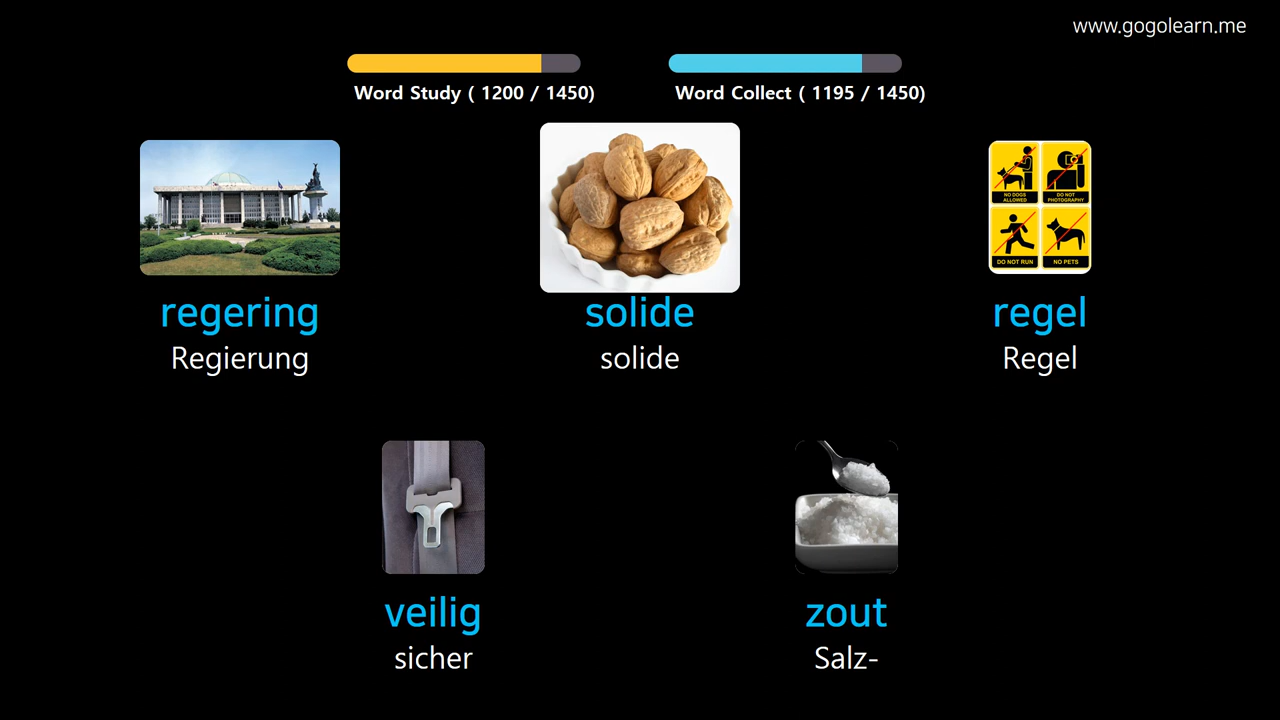 www.gogolearn.me
Word Study ( 1200 / 1450)
Word Collect ( 1195 / 1450)
NO DOGS
ALLOWED
DO NOT
PHOTOGRAPHY
DO NOT RUN
NO PETS
regering
Regierung
solide
solide
regel
Regel
veilig
sicher
zout
Salz-